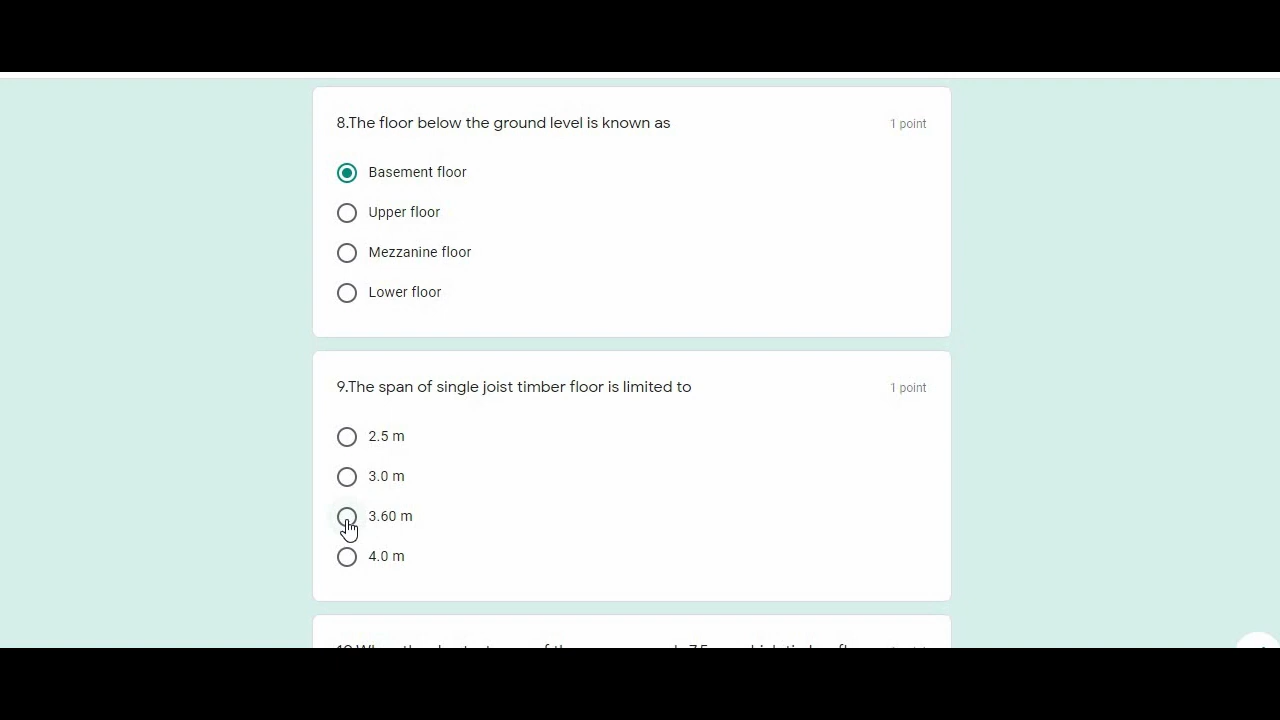 8.The floor below the ground level is known as
1 point
Basement floor
Upper floor
Mezzanine floor
Lower floor
9.The span of single joist timber floor is limited to
1 point
2.5 m
3.0 m
3.60 m
4.0 m